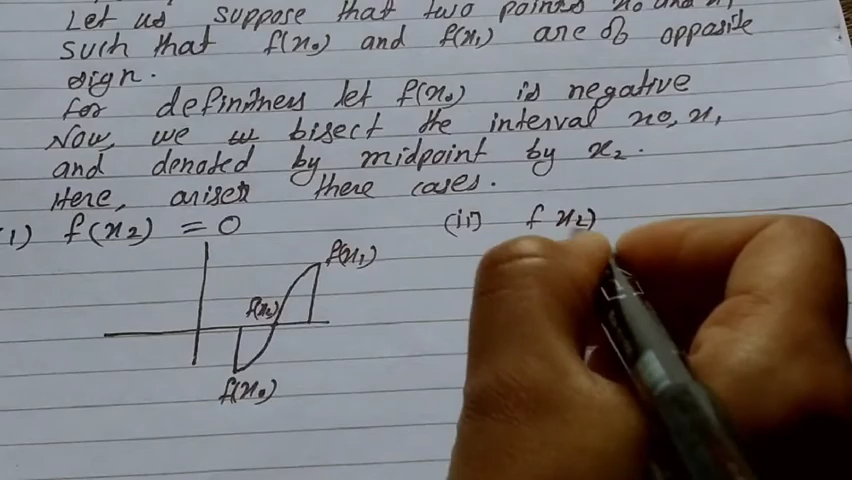 Let us suppose that two points x0 and x1
such that f(x0) and f(x1) are of opposite
sign.
for definitness let f(x0) is negative
Now, we bisect the interval x0, x1
and denoted by midpoint by x2.
Here, arises there cases.
(i) f(x2) = 0
(ii) f x2)
f(x1)
f(x2)
f(x0)